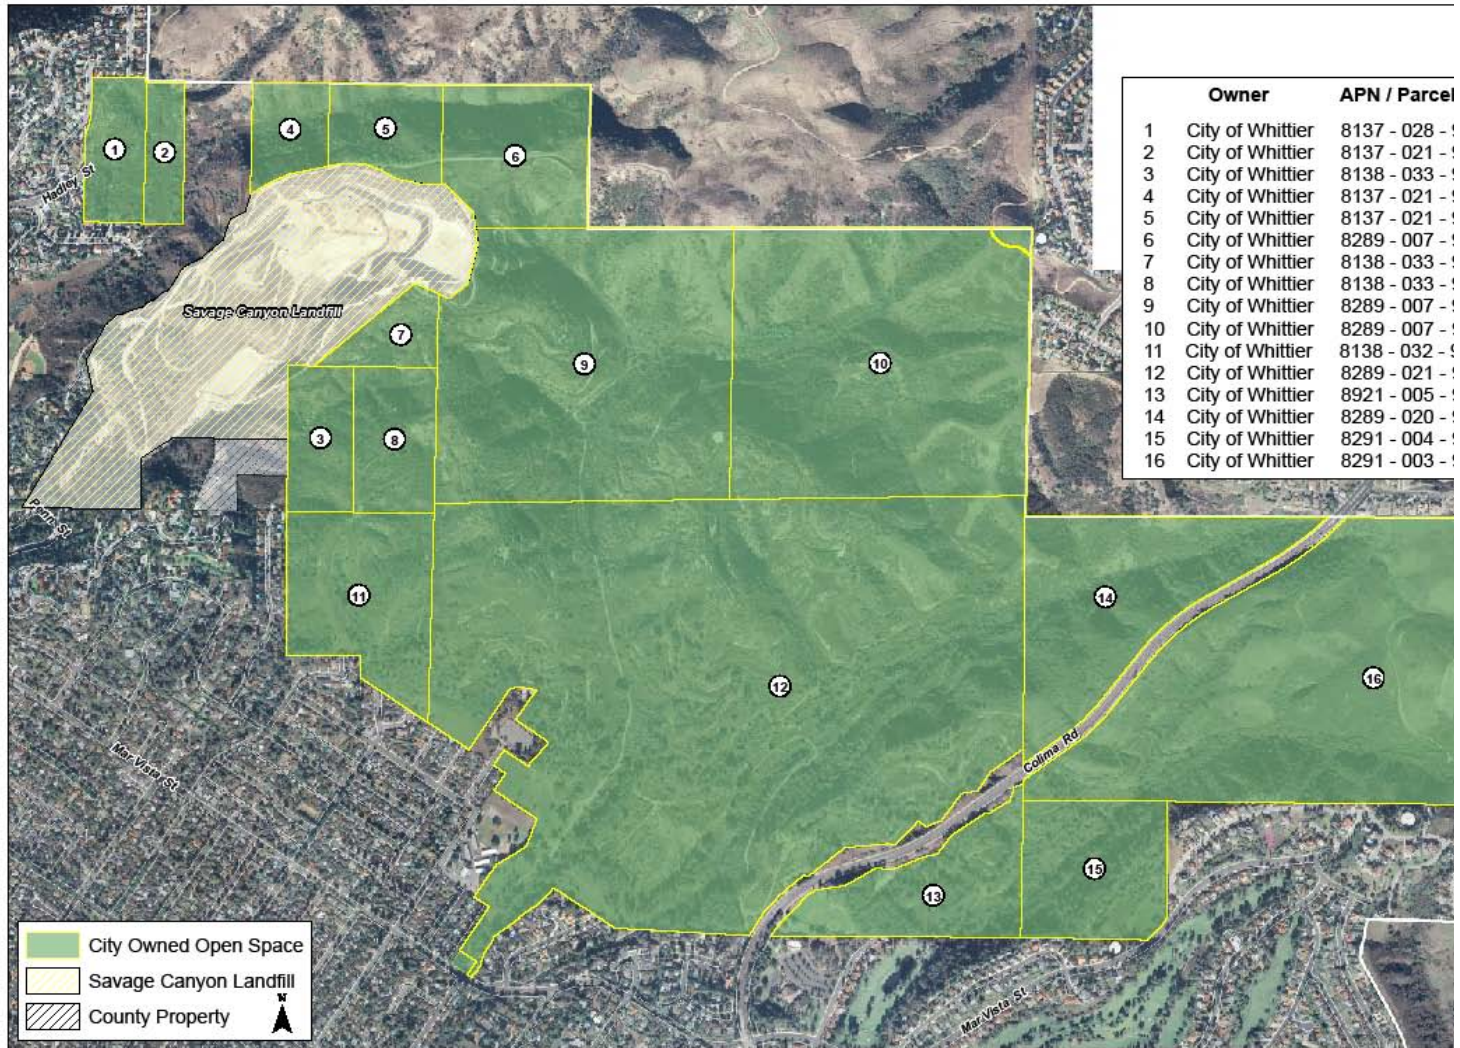 Owner APN / Parcel
1 City of Whittier 8137 - 028 -
2 City of Whittier 8137 - 021 -
3 City of Whittier 8138 - 033 -
4 City of Whittier 8137 - 021 -
5 City of Whittier 8137 - 021 -
6 City of Whittier 8289 - 007 -
7 City of Whittier 8138 - 033 -
8 City of Whittier 8138 - 033 -
9 City of Whittier 8289 - 007 -
10 City of Whittier 8289 - 007 -
11 City of Whittier 8138 - 032 -
12 City of Whittier 8289 - 021 -
13 City of Whittier 8921 - 005 -
14 City of Whittier 8289 - 020 -
15 City of Whittier 8291 - 004 -
16 City of Whittier 8291 - 003 -
4
5
1
2
6
Hadley St
Savage Canyon Landfill
7
9
10
3
8
Penn St
11
14
16
12
Colima Rd
Mar Vista St
15
13
Mar Vista St
City Owned Open Space
Savage Canyon Landfill
County Property
N